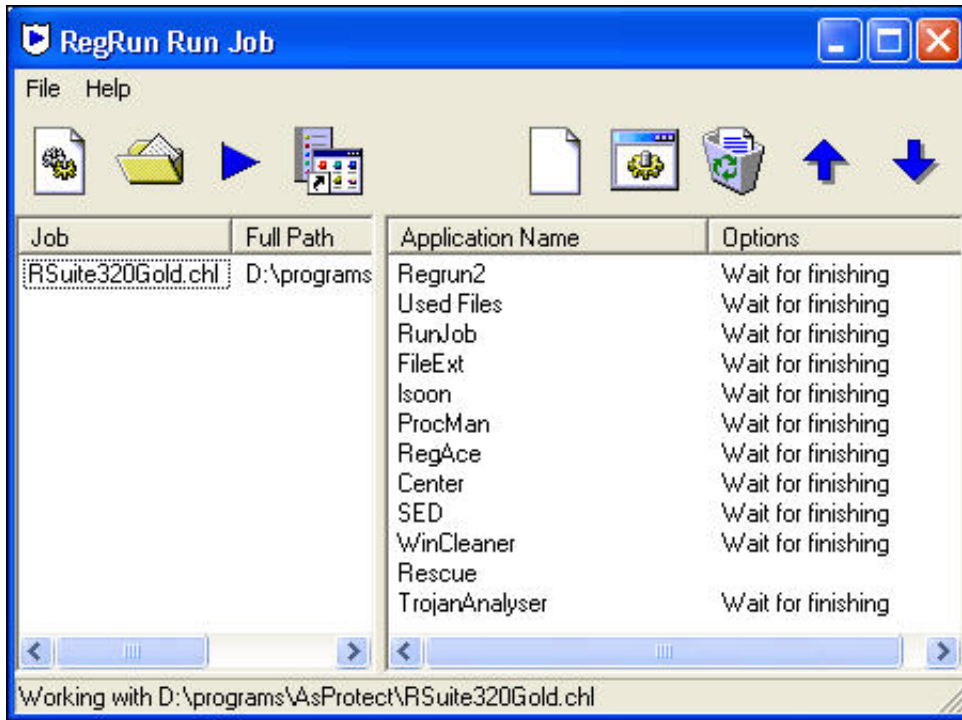 RegRun Run Job
File Help
Job Full Path Application Name Options
RSuite320Gold.chl D:\programs Regrun2 Wait for finishing
Used Files Wait for finishing
RunJob Wait for finishing
FileExt Wait for finishing
Isoon Wait for finishing
ProcMan Wait for finishing
RegAce Wait for finishing
Center Wait for finishing
SED Wait for finishing
WinCleaner Wait for finishing
Rescue
TrojanAnalyser Wait for finishing
Working with D:\programs\AsProtect\RSuite320Gold.chl